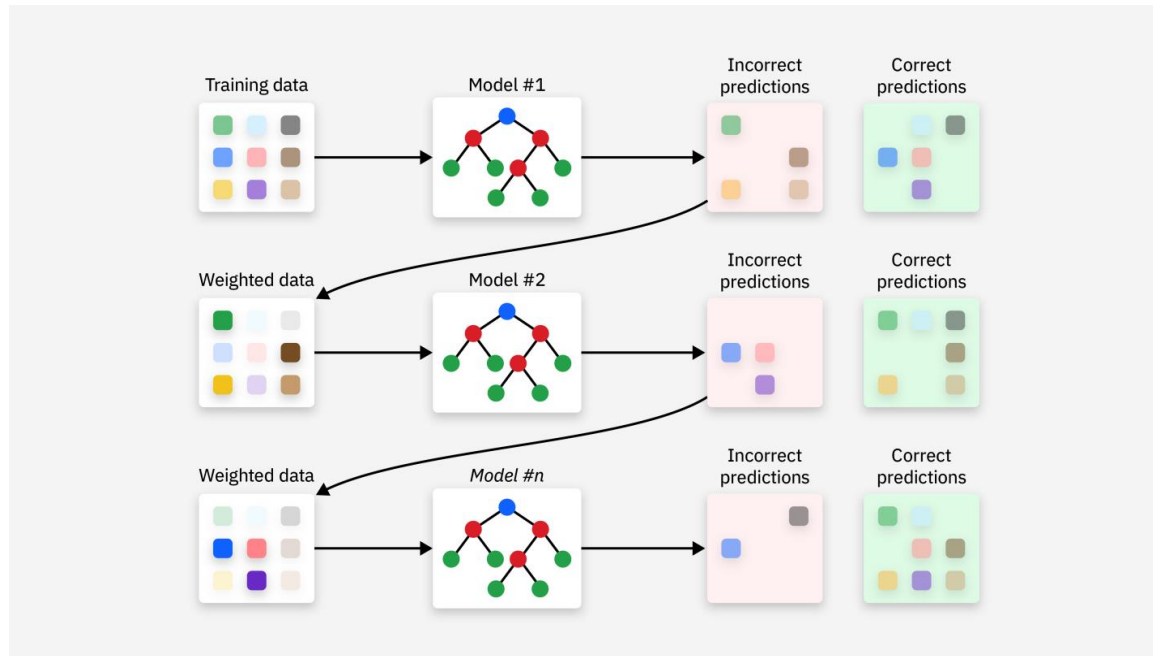 Training data
Model #1
Incorrect
predictions
Correct
predictions
Weighted data
Model #2
Incorrect
predictions
Correct
predictions
Weighted data
Model #n
Incorrect
predictions
Correct
predictions